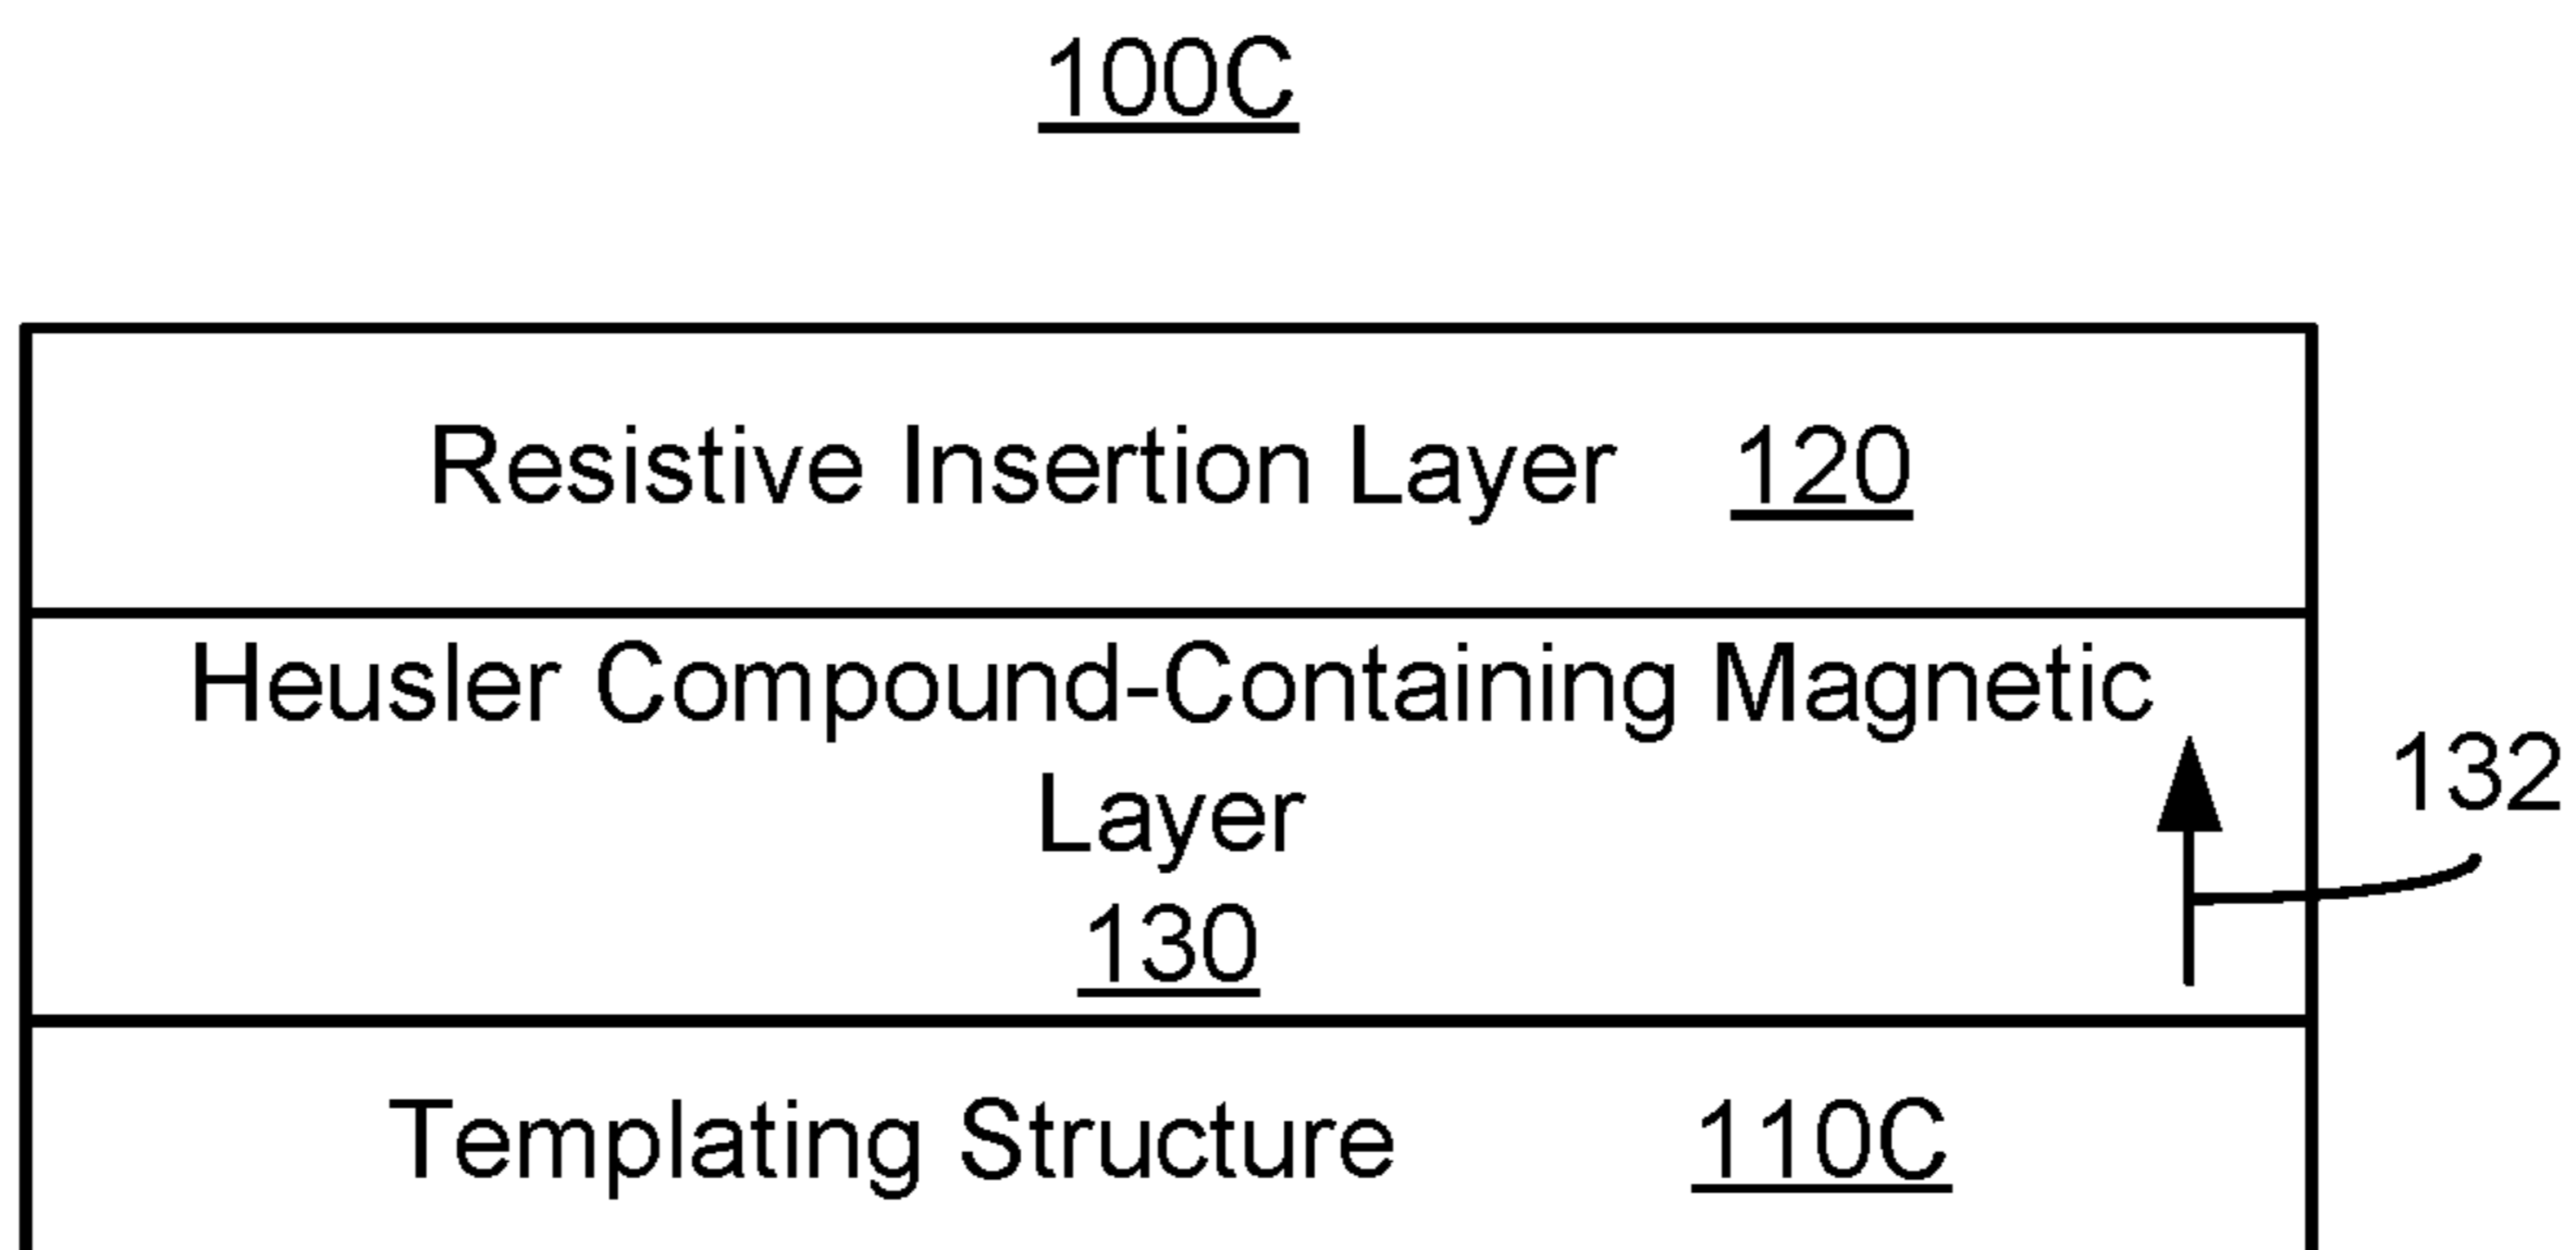 100C
Resistive Insertion Layer 120
Heusler Compound-Containing Magnetic
Layer
132
130
Templating Structure 110C